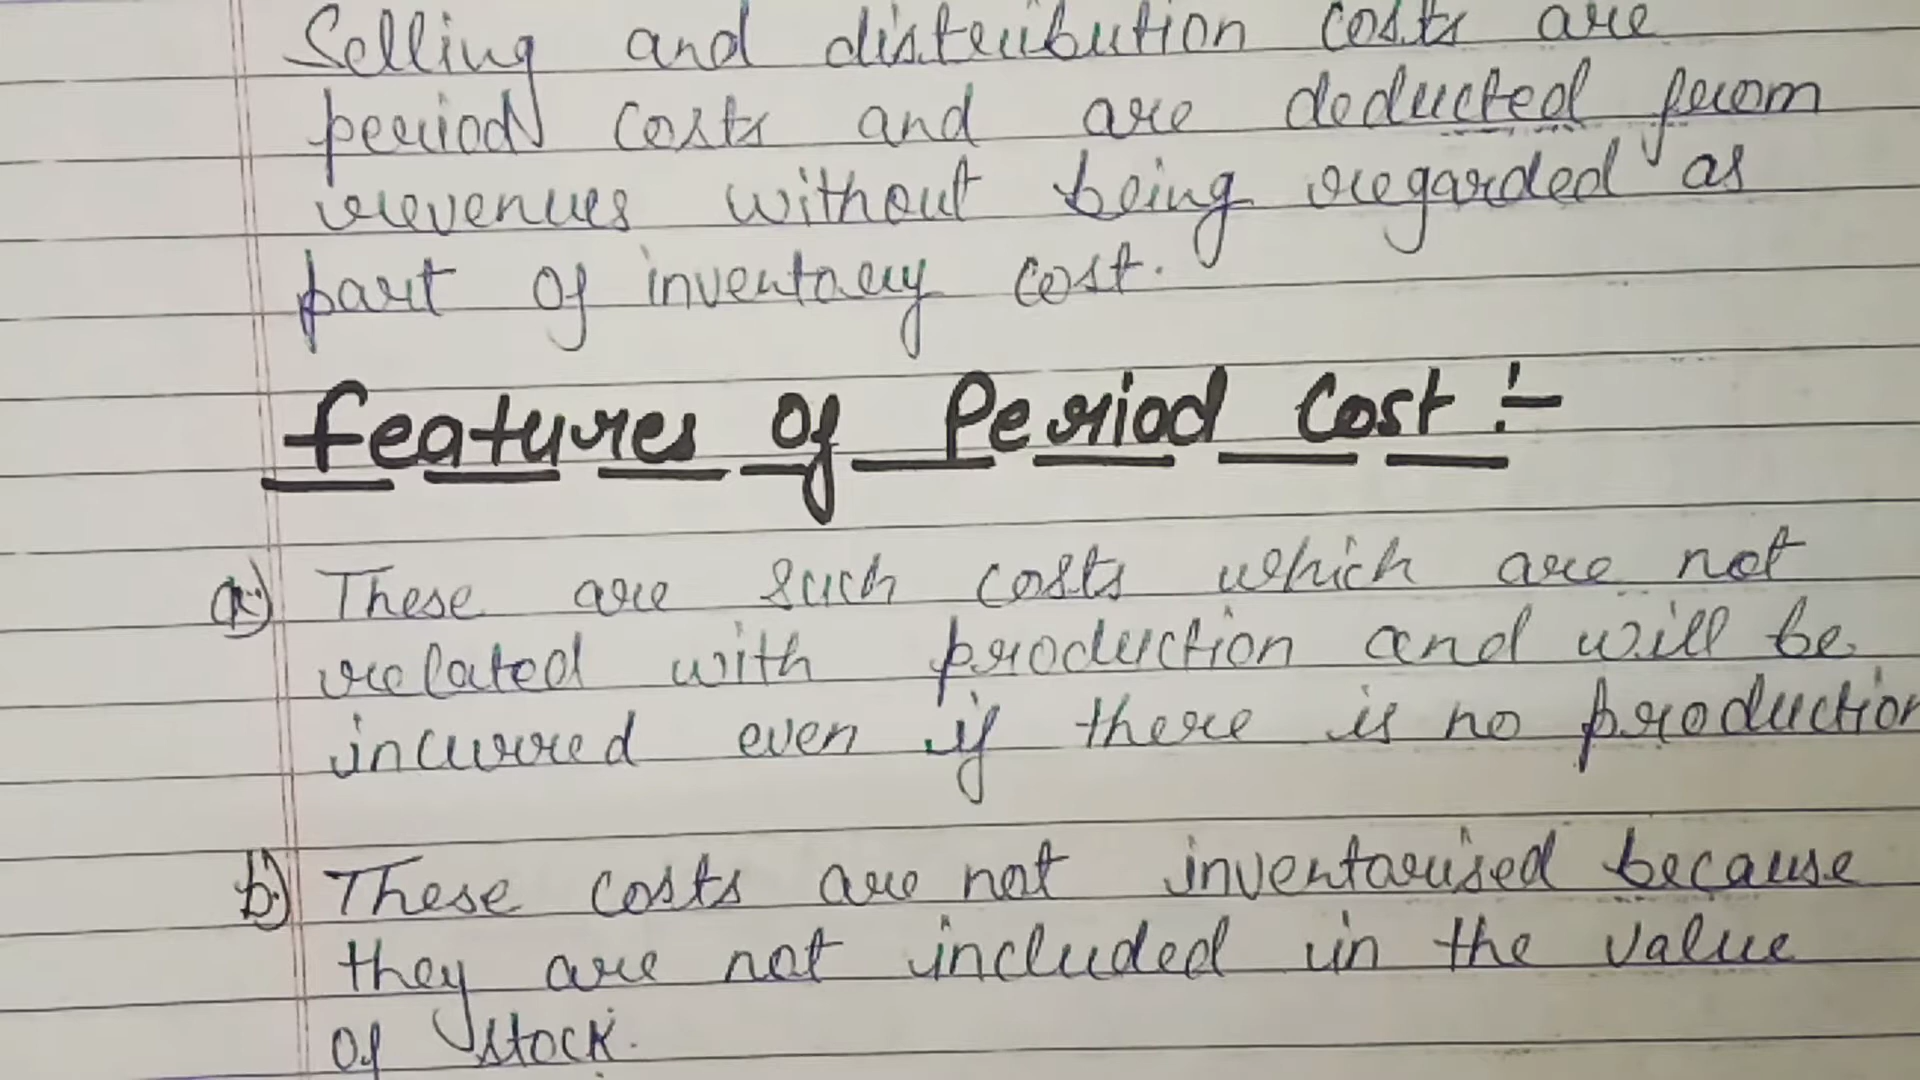 Selling and distribution costs are
period costs and are deducted from
revenues without being regarded as
part of inventory cost.
Features of Period Cost :-
a) These are such costs which are not
related with production and will be
incurred even if there is no production
b) These costs are not inventorised because
they are not included in the value
of stock.